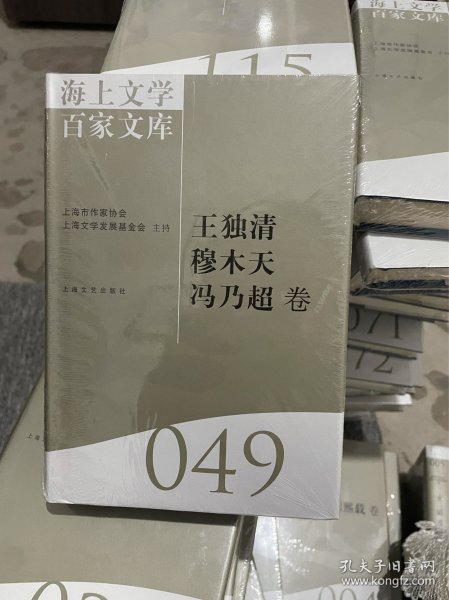 115
海上文学
百家文库
上海市作家协会
上海文学发展基金会 主持
上海文艺出版社
王独清
穆木天
冯乃超 卷
049
071
72
孔夫子旧书网
www.kongfz.com